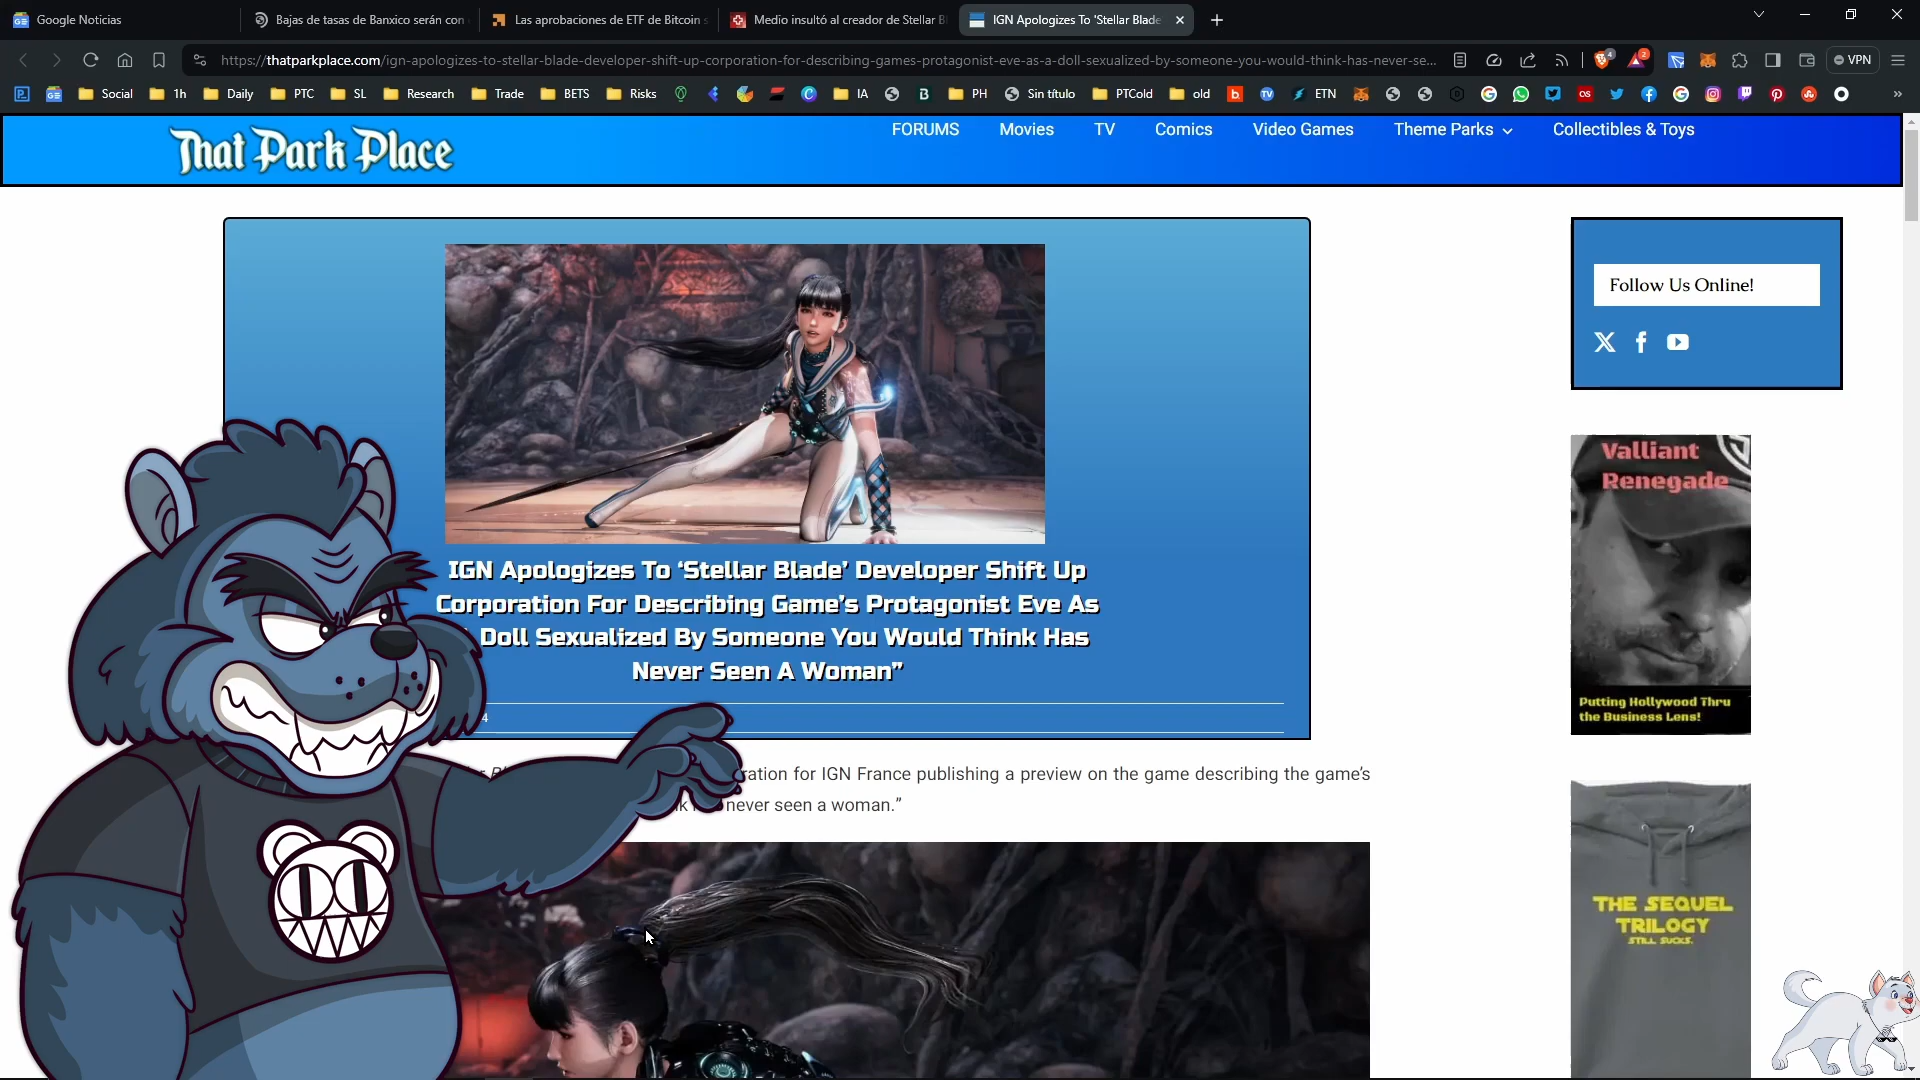 Google Noticias
Bajas de tasas de Banxico serán con
Las aprobaciones de ETF de Bitcoin
Medio insultó al creador de Stellar B
IGN Apologizes To 'Stellar Blade'
https://thatparkplace.com/ign-apologizes-to-stellar-blade-developer-shift-up-corporation-for-describing-games-protagonist-eve-as-a-doll-sexualized-by-someone-you-would-think-has-never-se...
4
2
VPN
Social
1h
Daily
PTC
SL
Research
Trade
BETS
Risks
IA
PH
Sin título
PTCold
old
ETN
That Park Place
FORUMS
Movies
TV
Comics
Video Games
Theme Parks
Collectibles & Toys
IGN Apologizes To ‘Stellar Blade’ Developer Shift Up
Corporation For Describing Game’s Protagonist Eve As
Doll Sexualized By Someone You Would Think Has
Never Seen A Woman”
4
ration for IGN France publishing a preview on the game describing the game’s
never seen a woman.”
Follow Us Online!
Valliant
Renegade
Putting Hollywood Thru
the Business Lens!
THE SEQUEL
TRILOGY
STILL SUCKS.